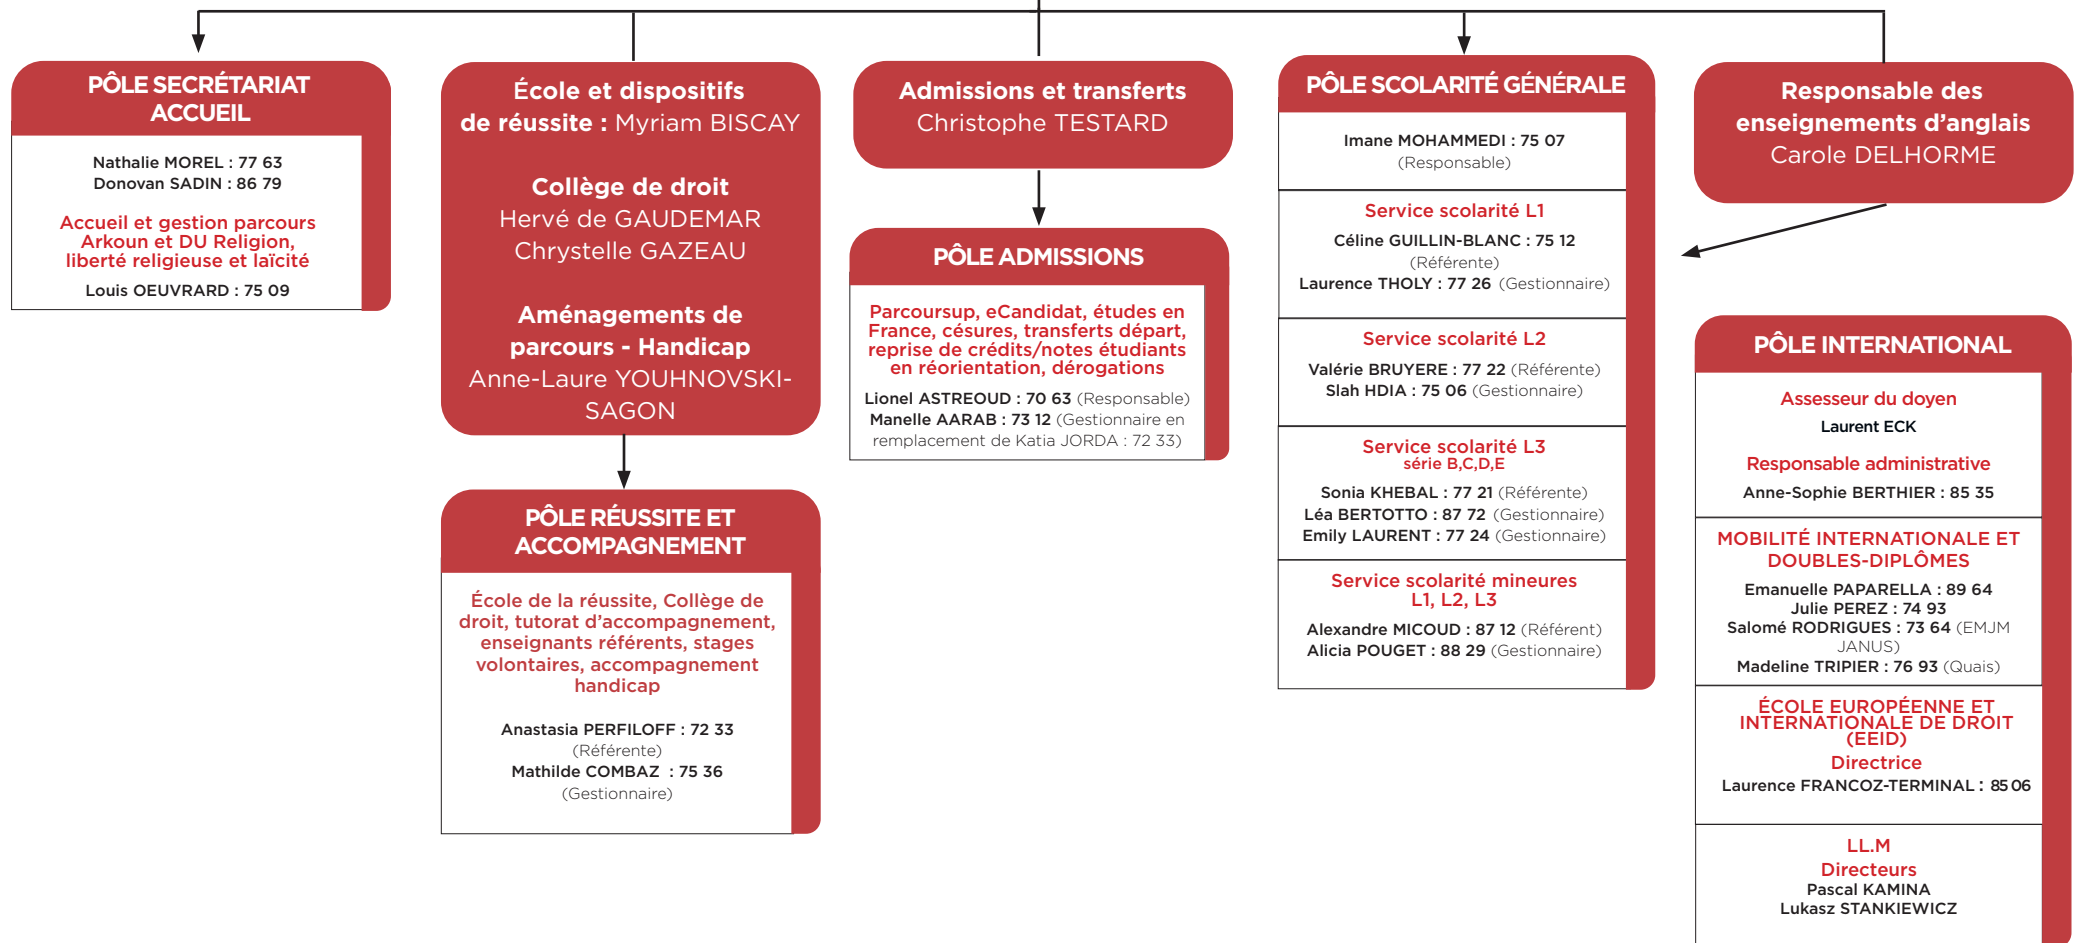 PÔLE SECRÉTARIAT
ACCUEIL
Nathalie MOREL : 77 63
Donovan SADIN : 86 79
Accueil et gestion parcours
Arkoun et DU Religion,
liberté religieuse et laïcité
Louis OEUVRARD : 75 09
École et dispositifs
de réussite : Myriam BISCAY
Collège de droit
Hervé de GAUDEMAR
Chrystelle GAZEAU
Aménagements de
parcours - Handicap
Anne-Laure YOUHNOVSKI-
SAGON
PÔLE RÉUSSITE ET
ACCOMPAGNEMENT
École de la réussite, Collège de
droit, tutorat d’accompagnement,
enseignants référents, stages
volontaires, accompagnement
handicap
Anastasia PERFILOFF : 72 33
(Référente)
Mathilde COMBAZ : 75 36
(Gestionnaire)
Admissions et transferts
Christophe TESTARD
PÔLE ADMISSIONS
Parcoursup, eCandidat, études en
France, césures, transferts départ,
reprise de crédits/notes étudiants
en réorientation, dérogations
Lionel ASTREOUD : 70 63 (Responsable)
Manelle AARAB : 73 12 (Gestionnaire en
remplacement de Katia JORDA : 72 33)
PÔLE SCOLARITÉ GÉNÉRALE
Imane MOHAMMEDI : 75 07
(Responsable)
Service scolarité L1
Céline GUILLIN-BLANC : 75 12
(Référente)
Laurence THOLY : 77 26 (Gestionnaire)
Service scolarité L2
Valérie BRUYERE : 77 22 (Référente)
Slah HDIA : 75 06 (Gestionnaire)
Service scolarité L3
série B,C,D,E
Sonia KHEBAL : 77 21 (Référente)
Léa BERTOTTO : 87 72 (Gestionnaire)
Emily LAURENT : 77 24 (Gestionnaire)
Service scolarité mineures
L1, L2, L3
Alexandre MICOUD : 87 12 (Référent)
Alicia POUGET : 88 29 (Gestionnaire)
Responsable des
enseignements d’anglais
Carole DELHORME
PÔLE INTERNATIONAL
Assesseur du doyen
Laurent ECK
Responsable administrative
Anne-Sophie BERTHIER : 85 35
MOBILITÉ INTERNATIONALE ET
DOUBLES-DIPLÔMES
Emanuelle PAPARELLA : 89 64
Julie PEREZ : 74 93
Salomé RODRIGUES : 73 64 (EMJM
JANUS)
Madeline TRIPIER : 76 93 (Quais)
ÉCOLE EUROPÉENNE ET
INTERNATIONALE DE DROIT
(EEID)
Directrice
Laurence FRANCOZ-TERMINAL : 85 06
LL.M
Directeurs
Pascal KAMINA
Lukasz STANKIEWICZ